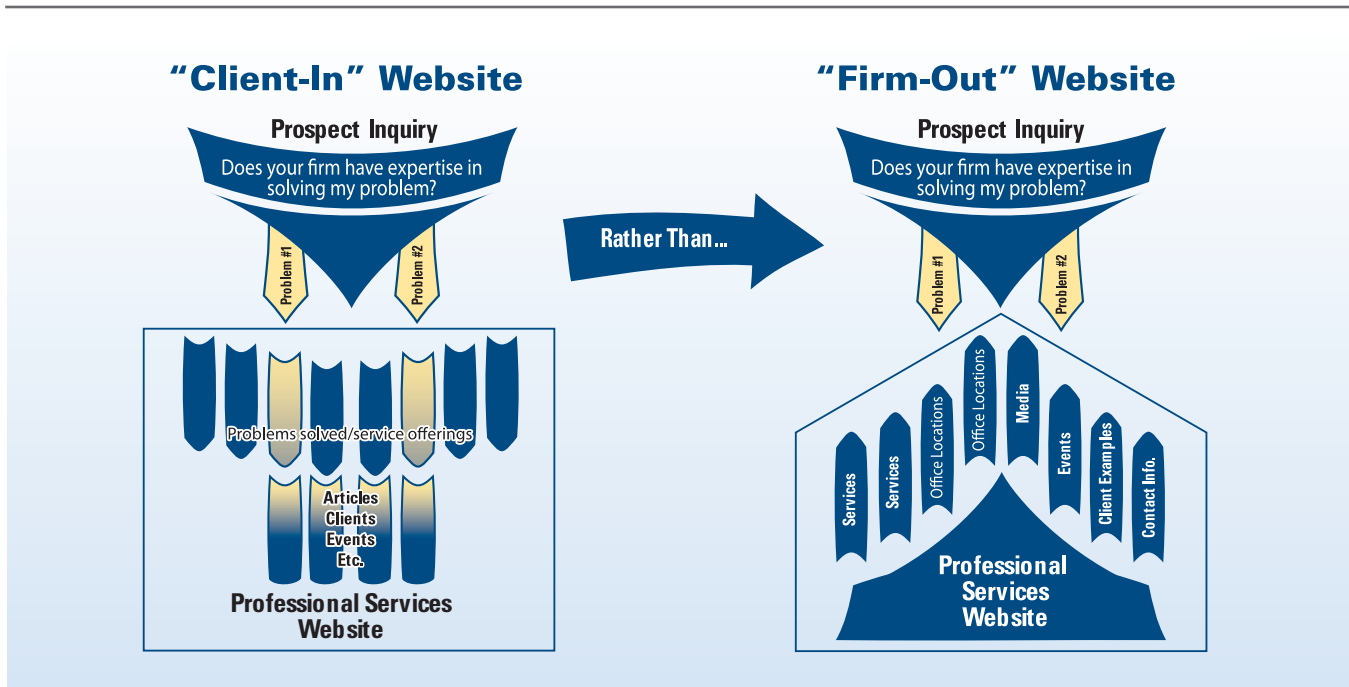 “Client-In” Website
Prospect Inquiry
Does your firm have expertise in
solving my problem?
Problem #1
Problem #2
Problems solved/service offerings
Articles
Clients
Events
Etc.
Professional Services
Website
Rather Than...
“Firm-Out” Website
Prospect Inquiry
Does your firm have expertise in
solving my problem?
Problem #1
Problem #2
Services
Services
Office Locations
Office Locations
Media
Events
Client Examples
Contact Info.
Professional
Services
Website